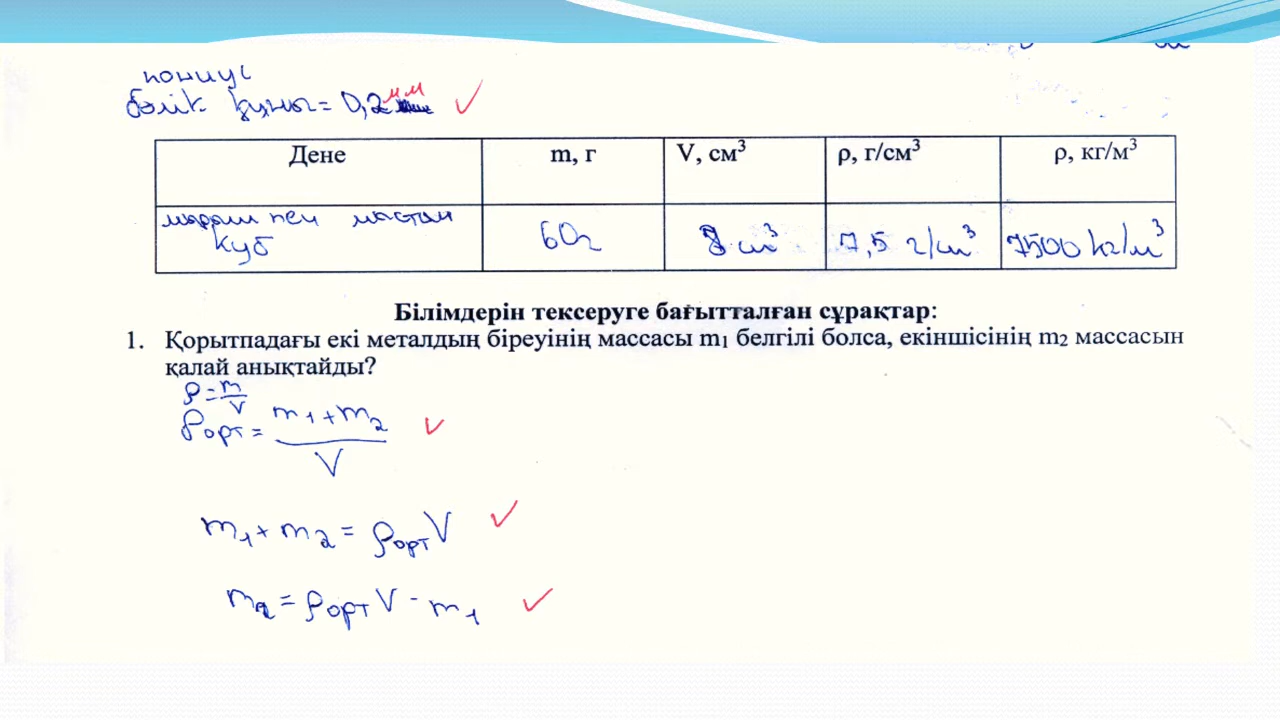 нониус
бөлік құны = 0,2 мм ✓
Дене m, г V, см³ ρ, г/см³ ρ, кг/м³
куб 60г 8 см³ 7,5 г/см³ 7500 кг/м³
Білімдерін тексеруге бағытталған сұрақтар:
1. Қорытпадағы екі металдың біреуінің массасы m₁ белгілі болса, екіншісінің m₂ массасын
қалай анықтайды?
ρ = m/V
ρорт = (m₁ + m₂)/V ✓
m₁ + m₂ = ρорт V ✓
m₂ = ρорт V - m₁ ✓